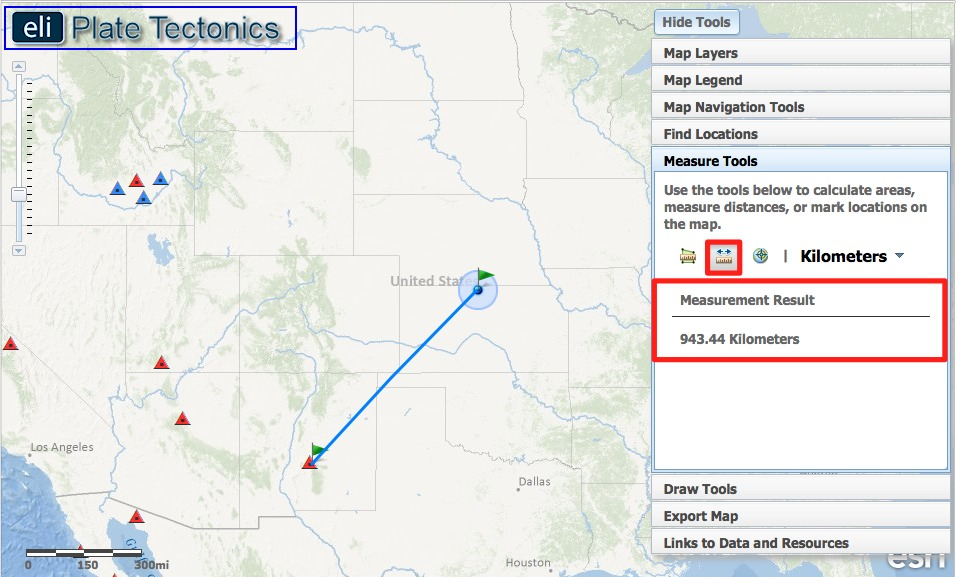 eli Plate Tectonics
Hide Tools
Map Layers
Map Legend
Map Navigation Tools
Find Locations
Measure Tools
Use the tools below to calculate areas,
measure distances, or mark locations on
the map.
| Kilometers
Measurement Result
943.44 Kilometers
Draw Tools
Export Map
Links to Data and Resources
United States
Los Angeles
Dallas
Houston
0 150 300mi
esri